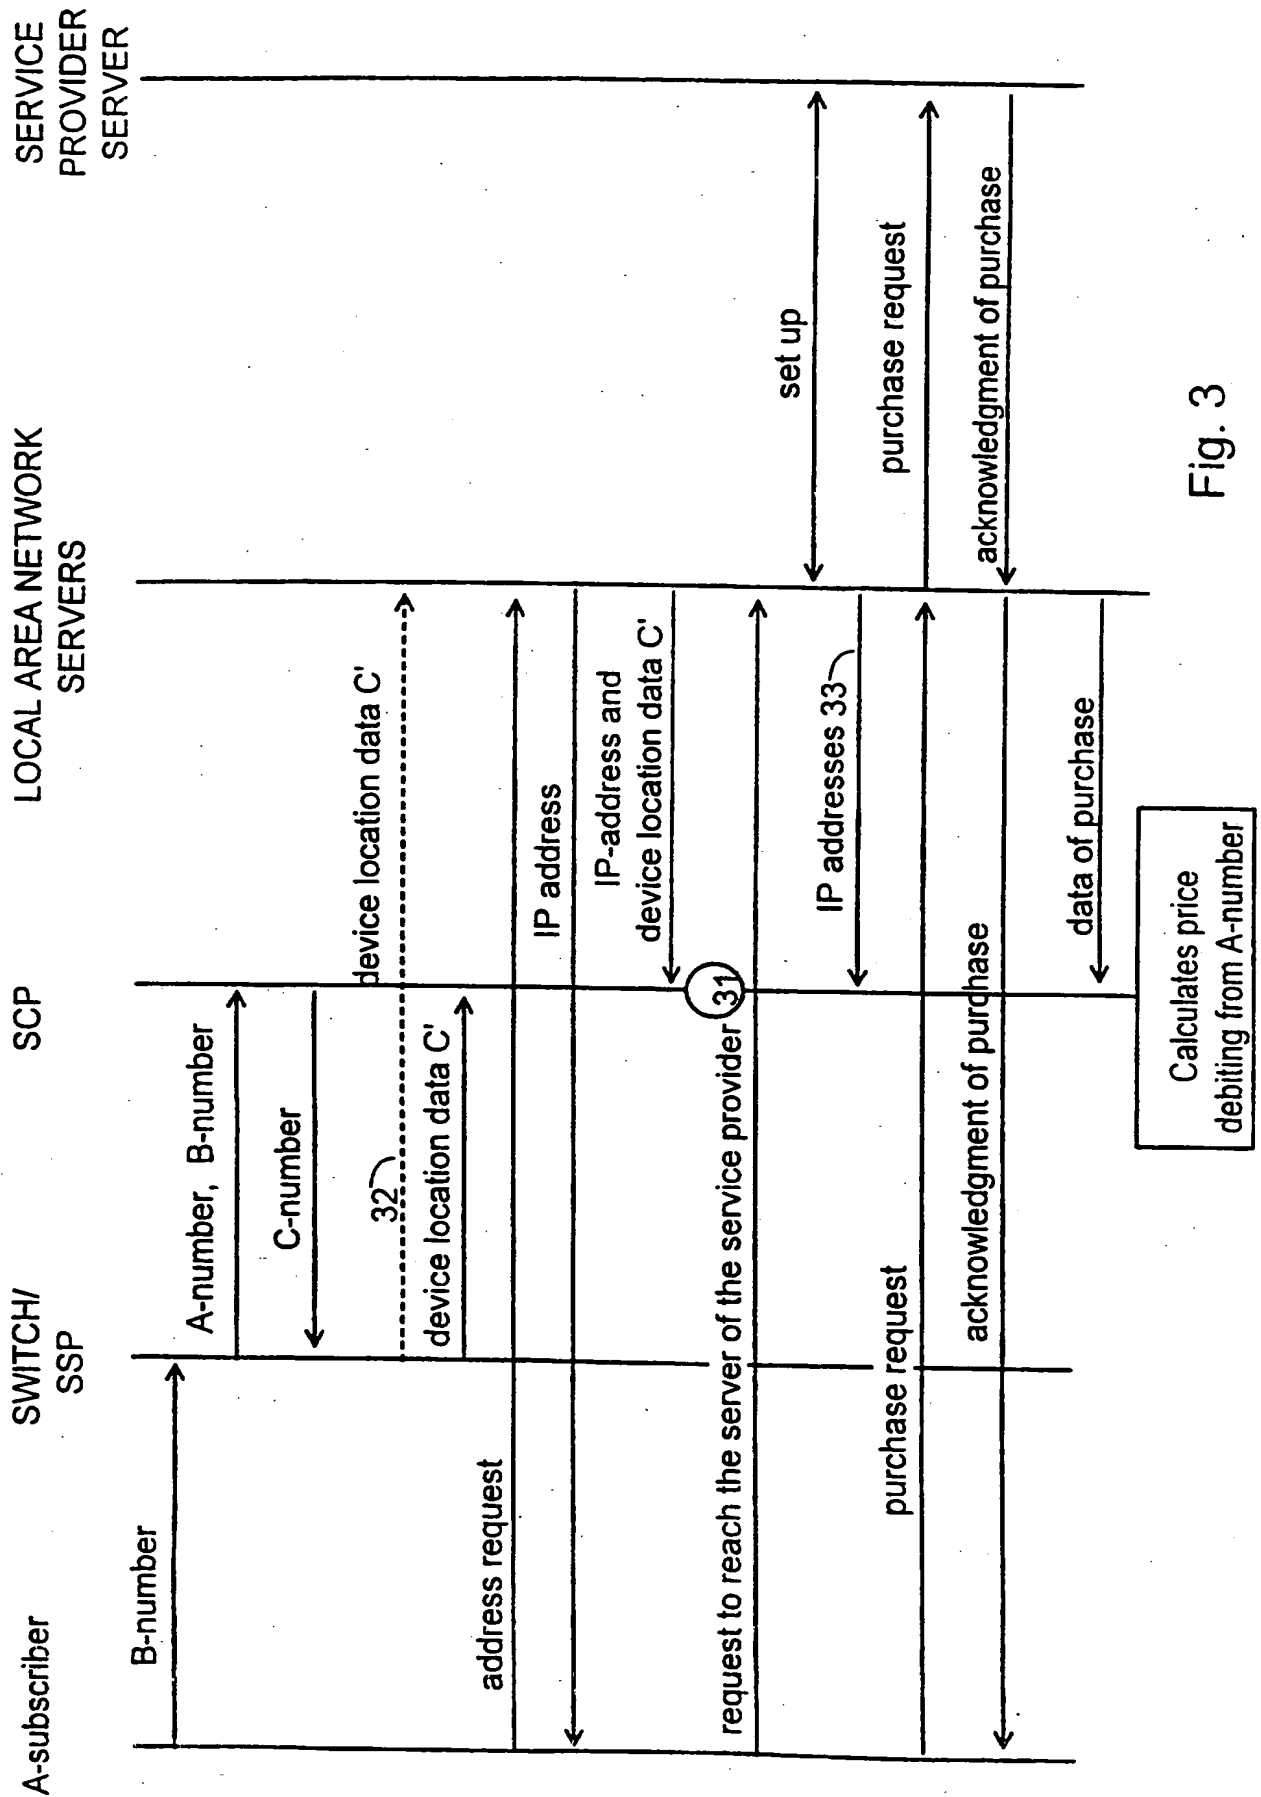 A-subscriber
SWITCH/
SSP
SCP
LOCAL AREA NETWORK
SERVERS
SERVICE
PROVIDER
SERVER
B-number
A-number, B-number
C-number
32
device location data C'
device location data C'
address request
IP address
IP-address and
device location data C'
31
request to reach the server of the service provider
set up
IP addresses 33
purchase request
purchase request
acknowledgment of purchase
acknowledgment of purchase
data of purchase
Calculates price
debiting from A-number
Fig. 3